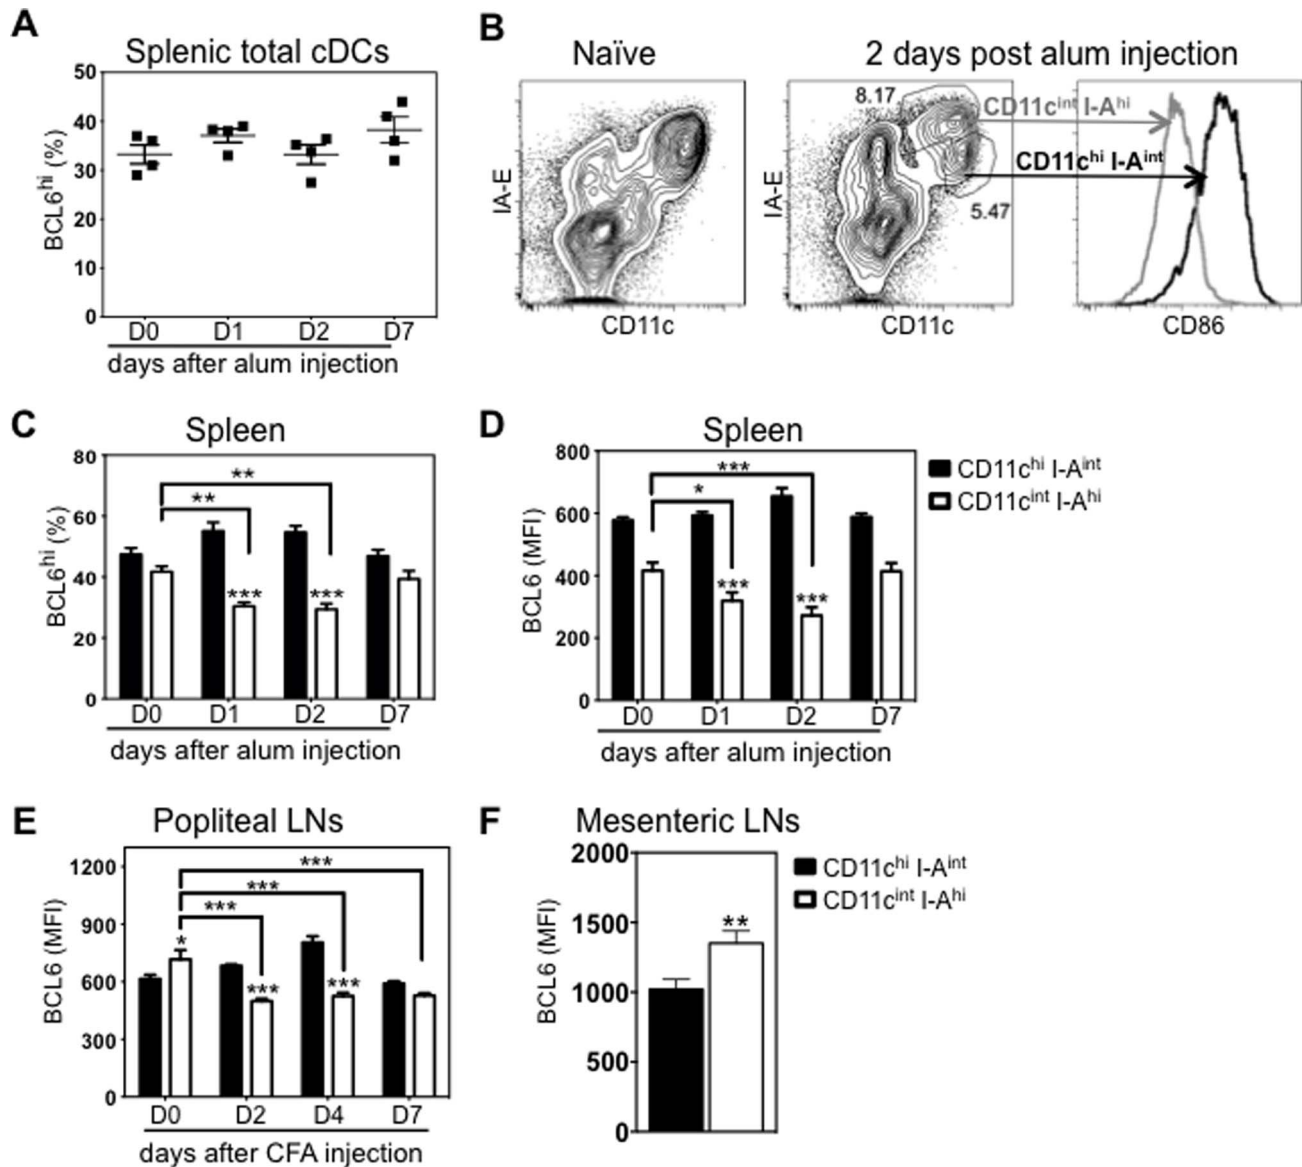 A
Splenic total cDCs
BCL6hi (%)
50
40
30
20
10
0
D0 D1 D2 D7
days after alum injection
B
Naïve
2 days post alum injection
IA-E
CD11c
IA-E
8.17
5.47
CD11c
CD11cint I-Ahi
CD11chi I-Aint
CD86
C
Spleen
BCL6hi (%)
80
60
40
20
0
**
**
*** ***
D0 D1 D2 D7
days after alum injection
D
Spleen
BCL6 (MFI)
800
600
400
200
0
***
*
***
***
D0 D1 D2 D7
days after alum injection
CD11chi I-Aint
CD11cint I-Ahi
E
Popliteal LNs
BCL6 (MFI)
1200
900
600
300
0
***
***
***
*
*** ***
D0 D2 D4 D7
days after CFA injection
F
Mesenteric LNs
BCL6 (MFI)
2000
1500
1000
500
0
**
CD11chi I-Aint
CD11cint I-Ahi